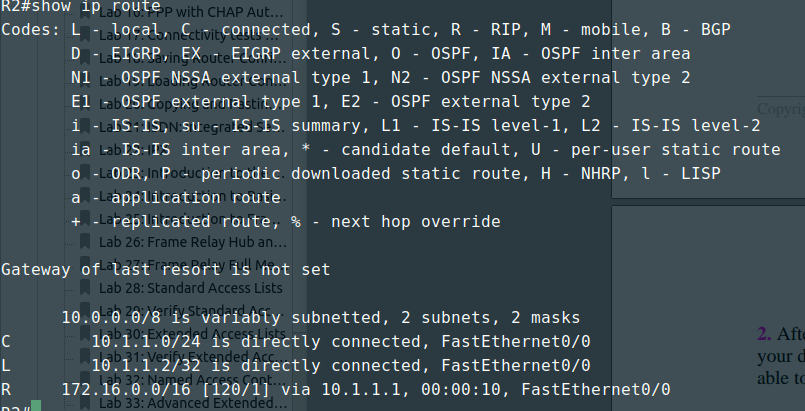 R2#show ip route
Codes: L - local, C - connected, S - static, R - RIP, M - mobile, B - BGP
D - EIGRP, EX - EIGRP external, O - OSPF, IA - OSPF inter area
N1 - OSPF NSSA external type 1, N2 - OSPF NSSA external type 2
E1 - OSPF external type 1, E2 - OSPF external type 2
i - IS-IS, su - IS-IS summary, L1 - IS-IS level-1, L2 - IS-IS level-2
ia - IS-IS inter area, * - candidate default, U - per-user static route
o - ODR, P - periodic downloaded static route, H - NHRP, l - LISP
a - application route
+ - replicated route, % - next hop override
Gateway of last resort is not set
10.0.0.0/8 is variably subnetted, 2 subnets, 2 masks
C 10.1.1.0/24 is directly connected, FastEthernet0/0
L 10.1.1.2/32 is directly connected, FastEthernet0/0
R 172.16.0.0/16 [120/1] via 10.1.1.1, 00:00:10, FastEthernet0/0
R2#
Lab 26: Frame Relay Hub an...
Lab 27: Frame Relay Full Me...
Lab 28: Standard Access Lists
Lab 29: Verify Standard Acc...
Lab 30: Extended Access Lists
Lab 31: Verify Extended Acc...
Lab 32: Named Access Cont...
Lab 33: Advanced Extended...
Copyrig
2. Afte
your d
able to